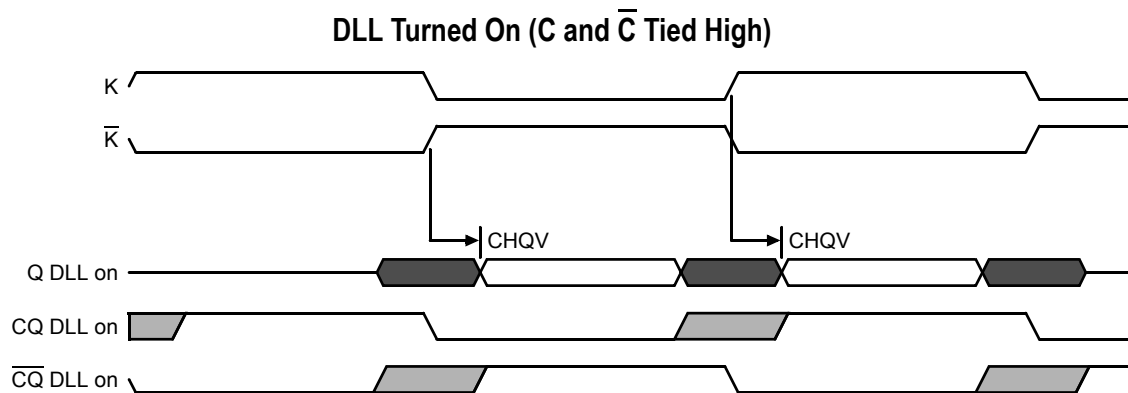 DLL Turned On (C and C̅ Tied High)
K
K̅
CHQV CHQV
Q DLL on
CQ DLL on
C̅Q̅ DLL on